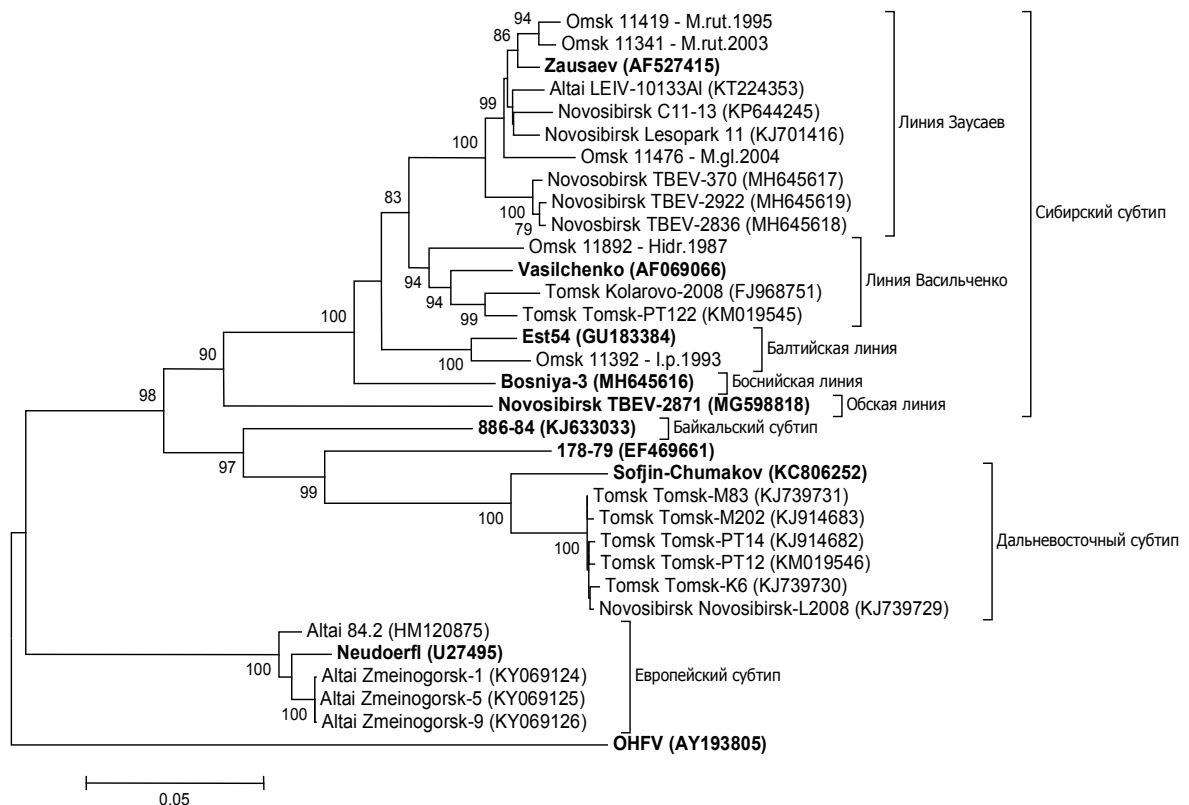 94
Omsk 11419 - M.rut.1995
86
Omsk 11341 - M.rut.2003
Zausaev (AF527415)
Altai LEIV-10133Al (KT224353)
99
Novosibirsk C11-13 (KP644245)
Линия Заусаев
Novosibirsk Lesopark 11 (KJ701416)
100
Omsk 11476 - M.gl.2004
Novosobirsk TBEV-370 (MH645617)
83
Novosibirsk TBEV-2922 (MH645619)
100
Сибирский субтип
79
Novosbirsk TBEV-2836 (MH645618)
Omsk 11892 - Hidr.1987
Vasilchenko (AF069066)
94
Линия Васильченко
94
Tomsk Kolarovo-2008 (FJ968751)
99
Tomsk Tomsk-PT122 (KM019545)
100
Est54 (GU183384)
Балтийская линия
100
Omsk 11392 - I.p.1993
90
Bosniya-3 (MH645616)
Боснийская линия
98
Novosibirsk TBEV-2871 (MG598818)
Обская линия
886-84 (KJ633033)
Байкальский субтип
97
178-79 (EF469661)
99
Sofjin-Chumakov (KC806252)
Tomsk Tomsk-M83 (KJ739731)
100
Tomsk Tomsk-M202 (KJ914683)
100
Tomsk Tomsk-PT14 (KJ914682)
Дальневосточный субтип
Tomsk Tomsk-PT12 (KM019546)
Tomsk Tomsk-K6 (KJ739730)
Novosibirsk Novosibirsk-L2008 (KJ739729)
Altai 84.2 (HM120875)
Neudoerfl (U27495)
100
Altai Zmeinogorsk-1 (KY069124)
Европейский субтип
Altai Zmeinogorsk-5 (KY069125)
100
Altai Zmeinogorsk-9 (KY069126)
OHFV (AY193805)
0.05